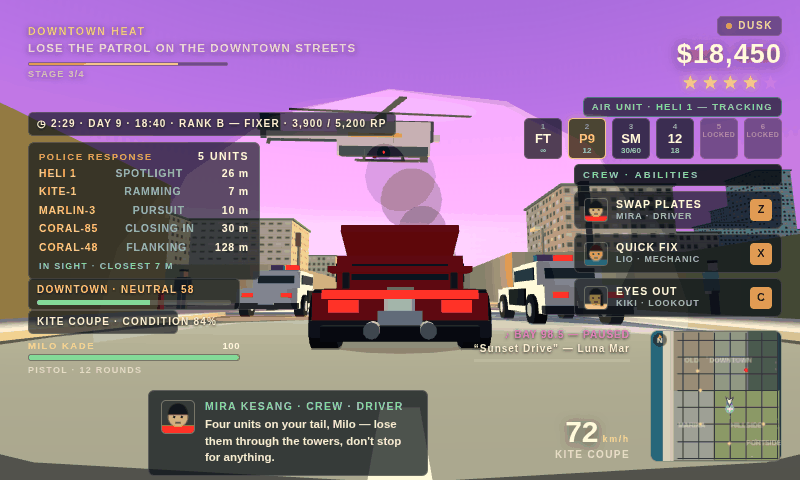 DOWNTOWN HEAT
LOSE THE PATROL ON THE DOWNTOWN STREETS
STAGE 3/4
DUSK
$18,450
AIR UNIT · HELI 1 — TRACKING
2:29 · DAY 9 · 18:40 · RANK B — FIXER · 3,900 / 5,200 RP
1 FT ∞
2 P9 12
3 SM 30/60
4 12 18
5 LOCKED
6 LOCKED
POLICE RESPONSE 5 UNITS
HELI 1 SPOTLIGHT 26 m
KITE-1 RAMMING 7 m
MARLIN-3 PURSUIT 10 m
CORAL-85 CLOSING IN 30 m
CORAL-48 FLANKING 128 m
IN SIGHT · CLOSEST 7 M
DOWNTOWN · NEUTRAL 58
KITE COUPE · CONDITION 84%
MILO KADE 100
PISTOL · 12 ROUNDS
CREW · ABILITIES
SWAP PLATES
MIRA · DRIVER
Z
QUICK FIX
LIO · MECHANIC
X
EYES OUT
KIKI · LOOKOUT
C
♪ BAY 98.5 — PAUSED
“Sunset Drive” — Luna Mar
N
OLD DOWNTOWN
HILLSIDE
PORTSIDE
72 km/h
KITE COUPE
MIRA KESANG · CREW · DRIVER
Four units on your tail, Milo — lose
them through the towers, don't stop
for anything.